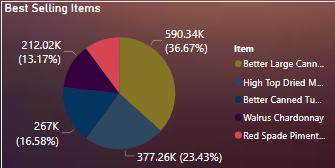 Best Selling Items
590.34K
(36.67%)
212.02K
(13.17%)
267K
(16.58%)
377.26K (23.43%)
Item
Better Large Cann...
High Top Dried M...
Better Canned Tu...
Walrus Chardonnay
Red Spade Piment...